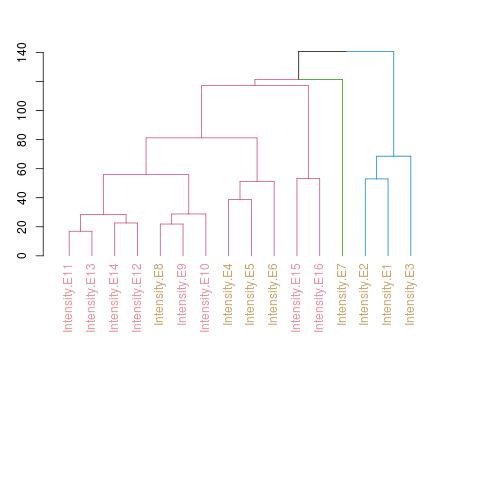 140
100
80
60
40
20
0
Intensity.E11
Intensity.E13
Intensity.E14
Intensity.E12
Intensity.E8
Intensity.E9
Intensity.E10
Intensity.E4
Intensity.E5
Intensity.E6
Intensity.E15
Intensity.E16
Intensity.E7
Intensity.E2
Intensity.E1
Intensity.E3